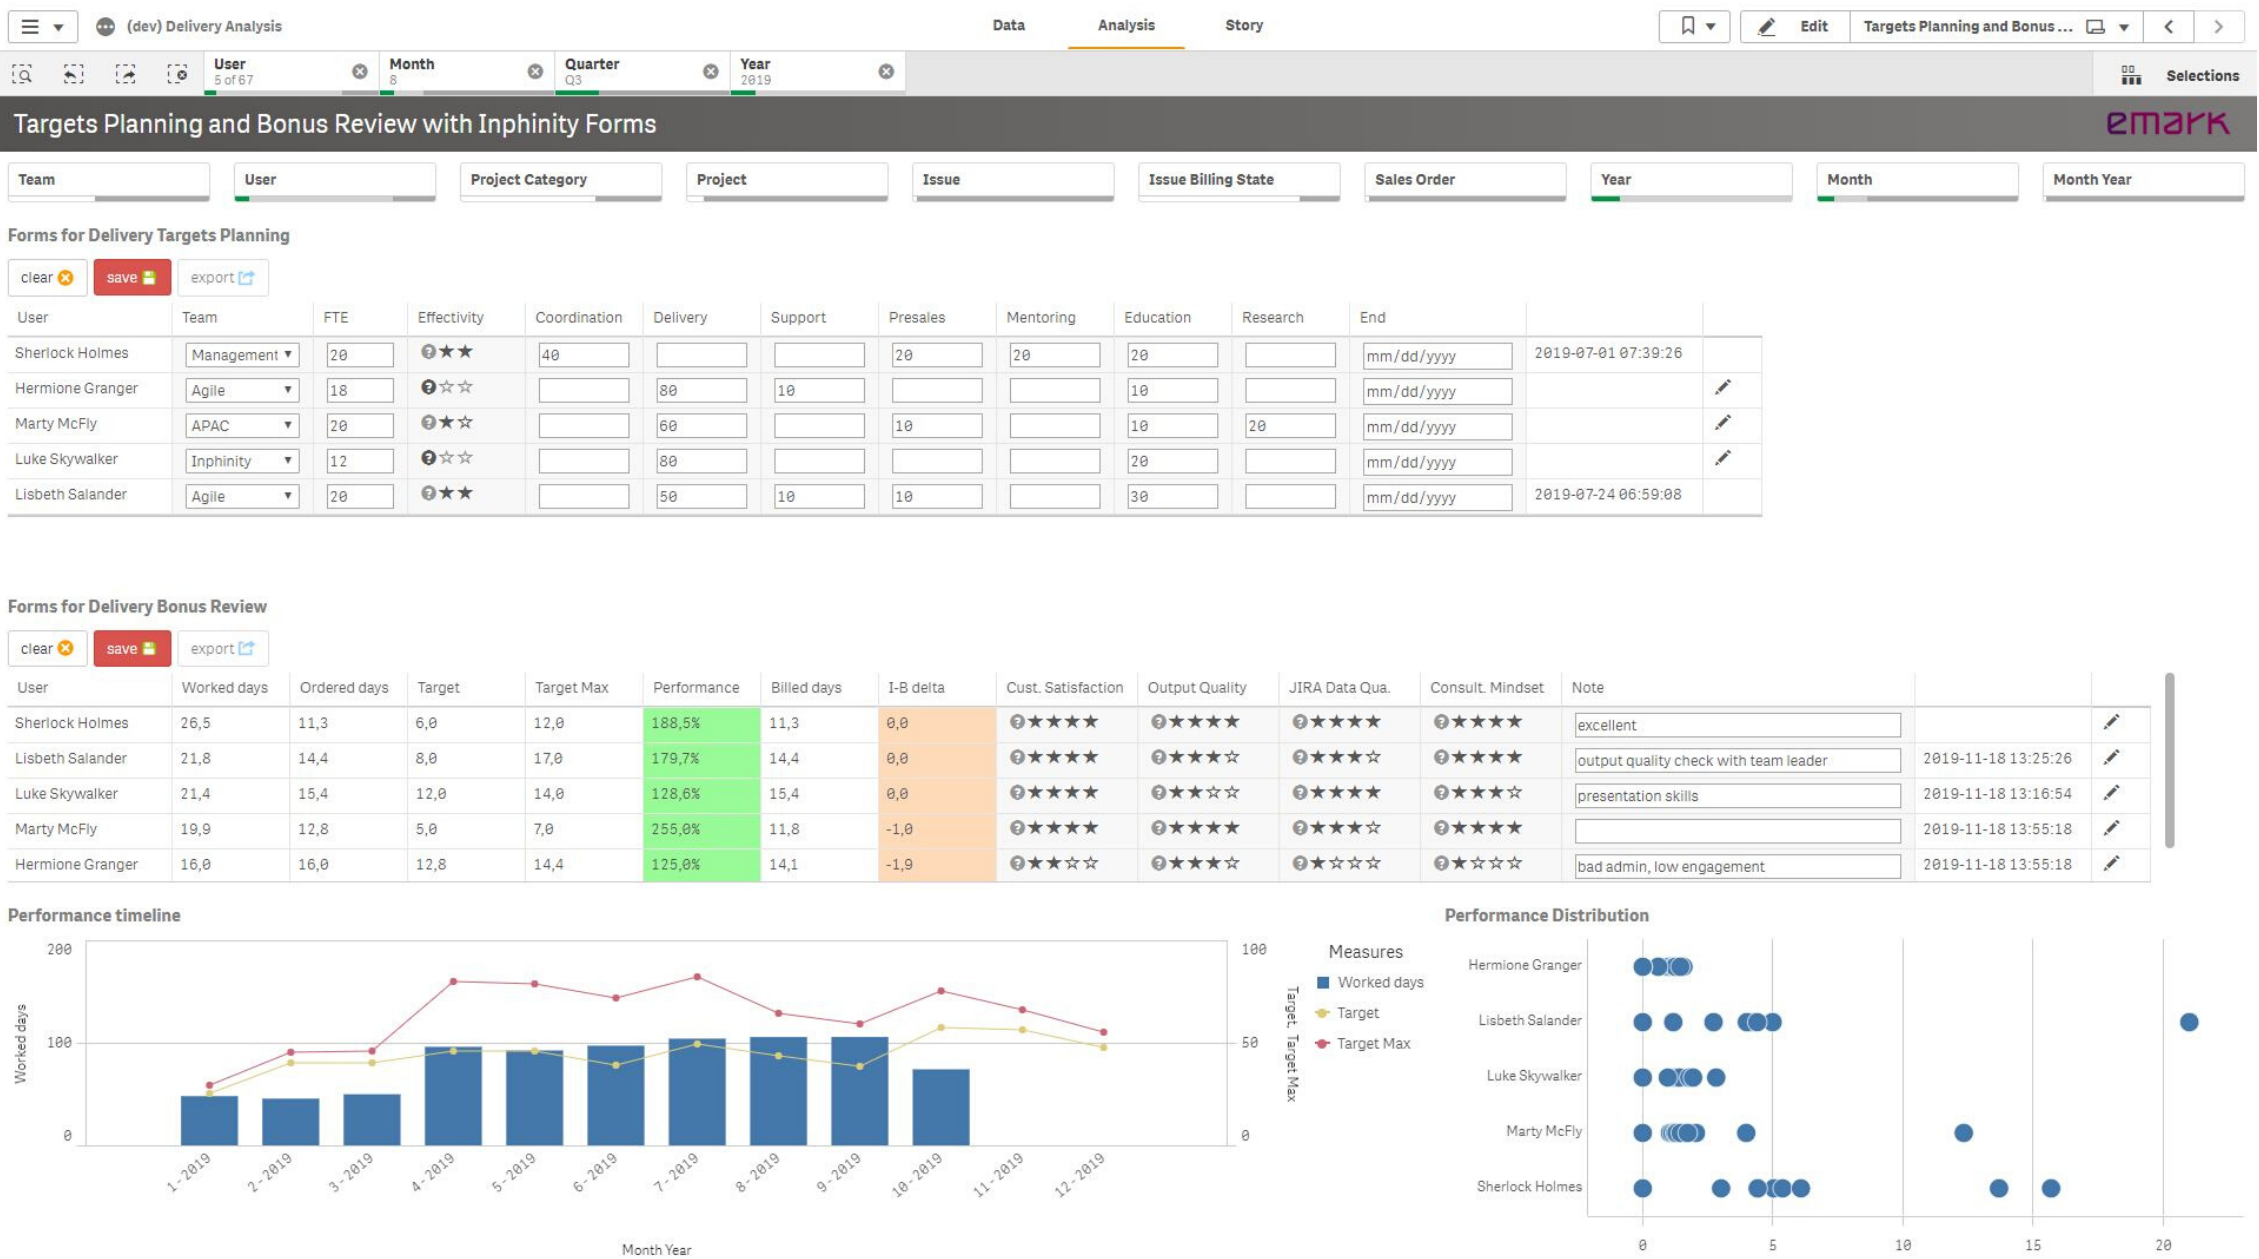 (dev) Delivery Analysis Data Analysis Story Edit Targets Planning and Bonus ...
User Month Quarter Year
5 of 67 8 Q3 2019 Selections
Targets Planning and Bonus Review with Inphinity Forms emark
Team User Project Category Project Issue Issue Billing State Sales Order Year Month Month Year
Forms for Delivery Targets Planning
clear save export
User Team FTE Effectivity Coordination Delivery Support Presales Mentoring Education Research End
Sherlock Holmes Management 20 40 20 20 20 mm/dd/yyyy 2019-07-01 07:39:26
Hermione Granger Agile 18 80 10 10 mm/dd/yyyy
Marty McFly APAC 20 60 10 10 20 mm/dd/yyyy
Luke Skywalker Inphinity 12 80 20 mm/dd/yyyy
Lisbeth Salander Agile 20 50 10 10 30 mm/dd/yyyy 2019-07-24 06:59:08
Forms for Delivery Bonus Review
clear save export
User Worked days Ordered days Target Target Max Performance Billed days I-B delta Cust. Satisfaction Output Quality JIRA Data Qua. Consult. Mindset Note
Sherlock Holmes 26,5 11,3 6,0 12,0 188,5% 11,3 0,0 excellent
Lisbeth Salander 21,8 14,4 8,0 17,0 179,7% 14,4 0,0 output quality check with team leader 2019-11-18 13:25:26
Luke Skywalker 21,4 15,4 12,0 14,0 128,6% 15,4 0,0 presentation skills 2019-11-18 13:16:54
Marty McFly 19,9 12,8 5,0 7,0 255,0% 11,8 -1,0 2019-11-18 13:55:18
Hermione Granger 16,0 16,0 12,8 14,4 125,0% 14,1 -1,9 bad admin, low engagement 2019-11-18 13:55:18
Performance timeline
200
100
0
Worked days
100
50
0
Target, Target Max
1-2019 2-2019 3-2019 4-2019 5-2019 6-2019 7-2019 8-2019 9-2019 10-2019 11-2019 12-2019
Month Year
Measures
Worked days
Target
Target Max
Performance Distribution
Hermione Granger
Lisbeth Salander
Luke Skywalker
Marty McFly
Sherlock Holmes
0 5 10 15 20